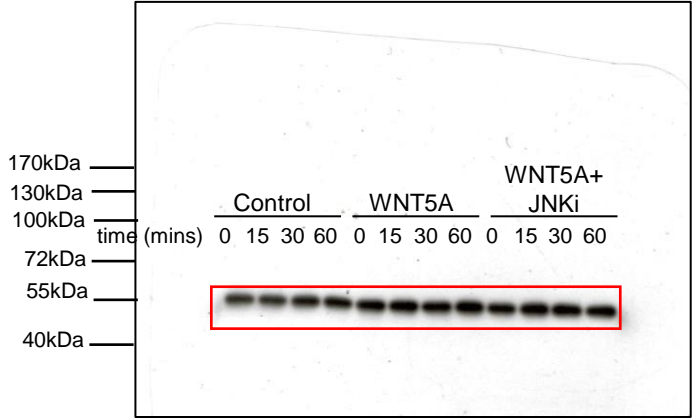 170kDa
130kDa
100kDa
72kDa
55kDa
40kDa
WNT5A+
Control WNT5A JNKi
time (mins) 0 15 30 60 0 15 30 60 0 15 30 60